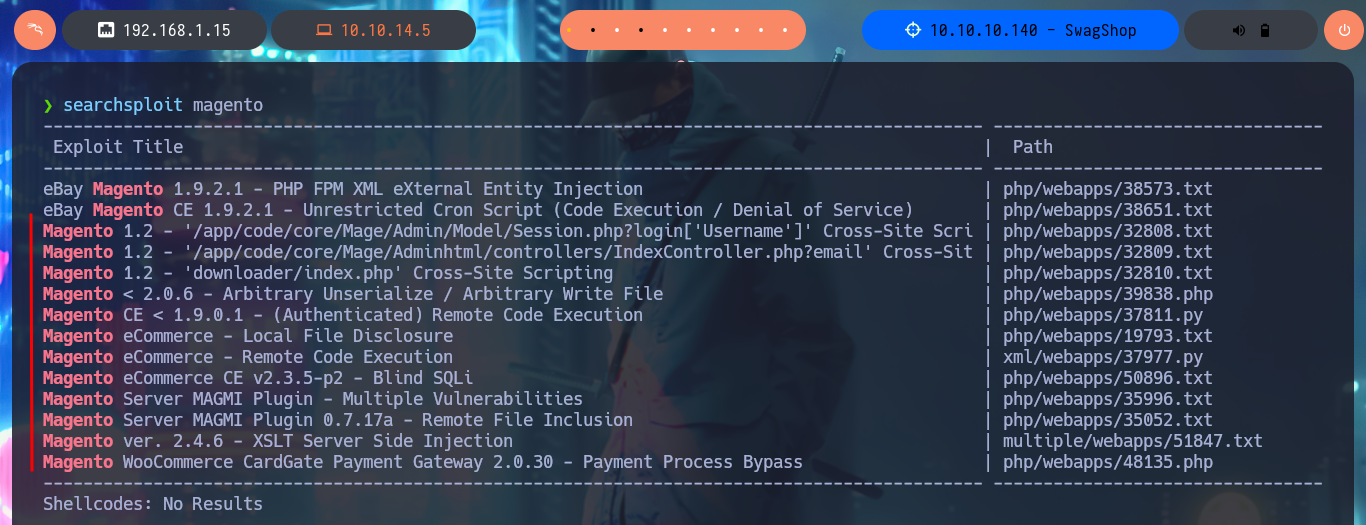 192.168.1.15 10.10.14.5 10.10.10.140 - SwagShop
❯ searchsploit magento
---------------------------------------------------------------------------------------------- ---------------------------------
Exploit Title | Path
---------------------------------------------------------------------------------------------- ---------------------------------
eBay Magento 1.9.2.1 - PHP FPM XML eXternal Entity Injection | php/webapps/38573.txt
eBay Magento CE 1.9.2.1 - Unrestricted Cron Script (Code Execution / Denial of Service) | php/webapps/38651.txt
Magento 1.2 - '/app/code/core/Mage/Admin/Model/Session.php?login['Username']' Cross-Site Scri | php/webapps/32808.txt
Magento 1.2 - '/app/code/core/Mage/Adminhtml/controllers/IndexController.php?email' Cross-Sit | php/webapps/32809.txt
Magento 1.2 - 'downloader/index.php' Cross-Site Scripting | php/webapps/32810.txt
Magento < 2.0.6 - Arbitrary Unserialize / Arbitrary Write File | php/webapps/39838.php
Magento CE < 1.9.0.1 - (Authenticated) Remote Code Execution | php/webapps/37811.py
Magento eCommerce - Local File Disclosure | php/webapps/19793.txt
Magento eCommerce - Remote Code Execution | xml/webapps/37977.py
Magento eCommerce CE v2.3.5-p2 - Blind SQLi | php/webapps/50896.txt
Magento Server MAGMI Plugin - Multiple Vulnerabilities | php/webapps/35996.txt
Magento Server MAGMI Plugin 0.7.17a - Remote File Inclusion | php/webapps/35052.txt
Magento ver. 2.4.6 - XSLT Server Side Injection | multiple/webapps/51847.txt
Magento WooCommerce CardGate Payment Gateway 2.0.30 - Payment Process Bypass | php/webapps/48135.php
---------------------------------------------------------------------------------------------- ---------------------------------
Shellcodes: No Results